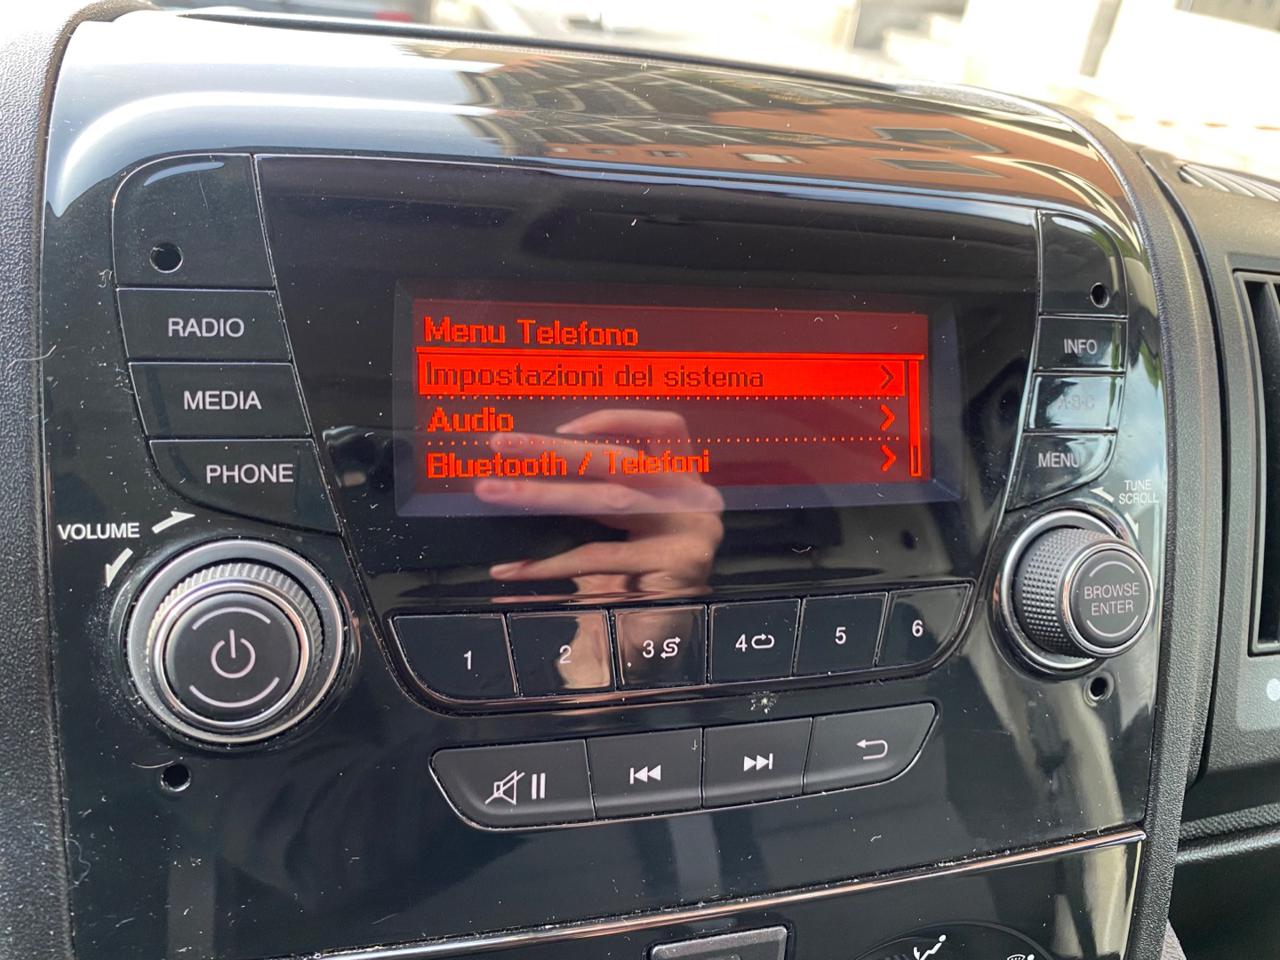 Menu Telefono
Impostazioni del sistema
Audio
Bluetooth / Telefoni
RADIO
MEDIA
PHONE
VOLUME
INFO
A-B-C
MENU
TUNE
SCROLL
BROWSE
ENTER
1
2
3
4
5
6